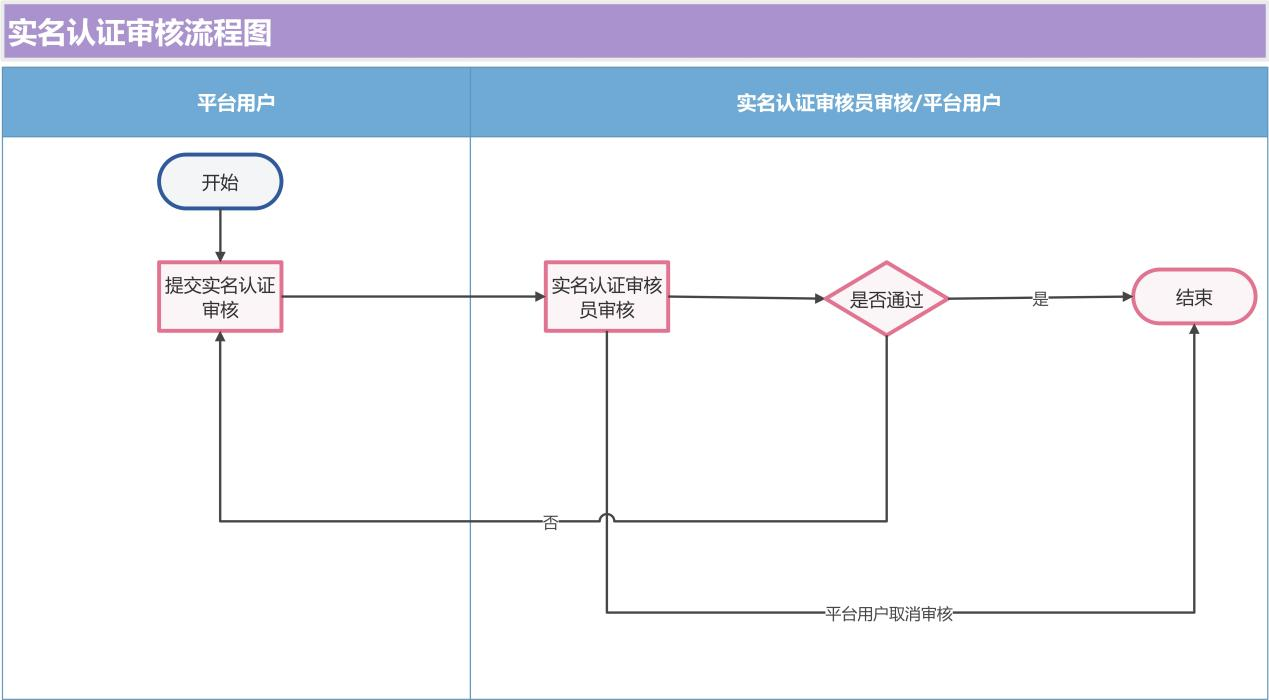 实名认证审核流程图
平台用户
实名认证审核员审核/平台用户
开始
提交实名认证
审核
实名认证审核
员审核
是否通过
是
结束
否
平台用户取消审核